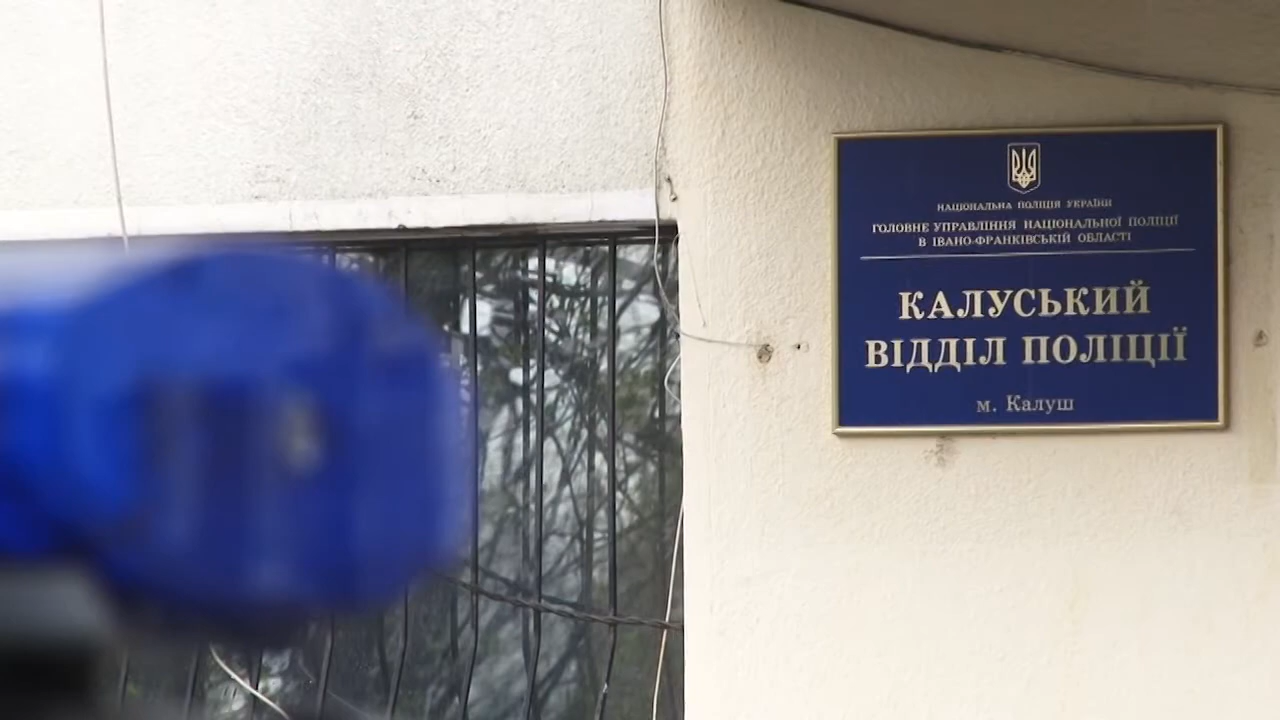 НАЦІОНАЛЬНА ПОЛІЦІЯ УКРАЇНИ
ГОЛОВНЕ УПРАВЛІННЯ НАЦІОНАЛЬНОЇ ПОЛІЦІЇ
В ІВАНО-ФРАНКІВСЬКІЙ ОБЛАСТІ
КАЛУСЬКИЙ
ВІДДІЛ ПОЛІЦІЇ
м. Калуш